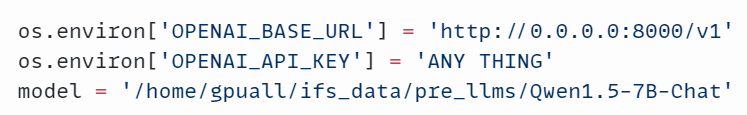 os.environ['OPENAI_BASE_URL'] = 'http://0.0.0.0:8000/v1'
os.environ['OPENAI_API_KEY'] = 'ANY THING'
model = '/home/gpuall/ifs_data/pre_llms/Qwen1.5-7B-Chat'